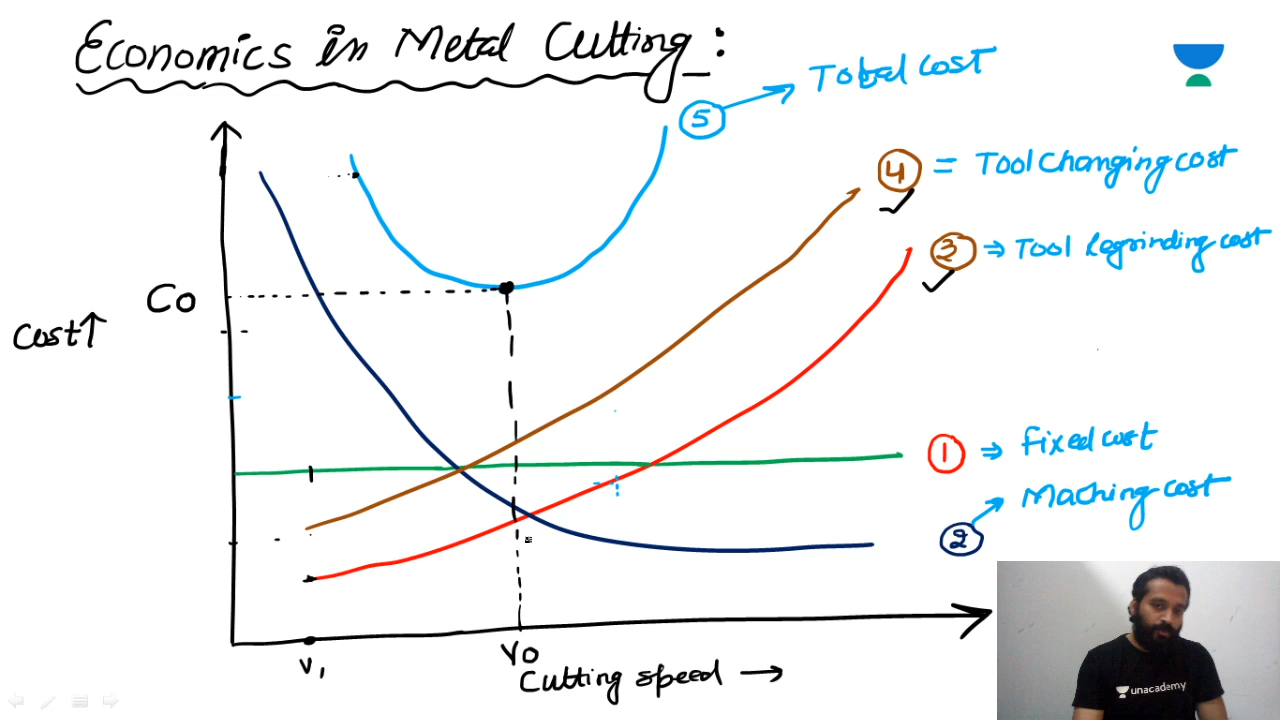 Economics in Metal Cutting :
5 → Total cost
4 = Tool Changing cost
3 ⇒ Tool Regrinding cost
Co
Cost↑
1 ⇒ Fixed cost
2 → Maching cost
V1
Vo
Cutting speed →
unacademy